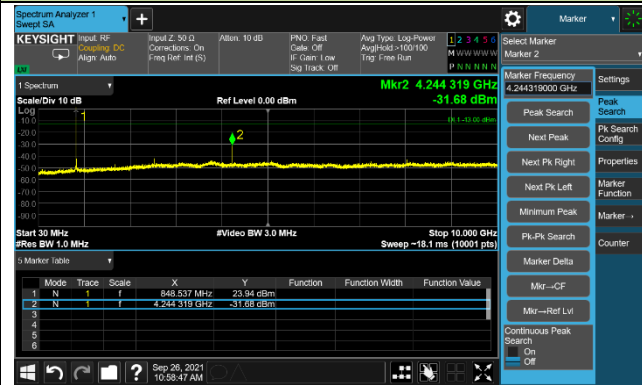 Spectrum Analyzer 1
Swept SA
Marker
KEYSIGHT
Input: RF
Coupling: DC
Align: Auto
Input Z: 50 Ω
Corrections: On
Freq Ref: Int (S)
Atten: 10 dB
PNO: Fast
Gate: Off
IF Gain: Low
Sig Track: Off
Avg Type: Log-Power
Avg|Hold:>100/100
Trig: Free Run
1 2 3 4 5 6
M W W W W W
P N N N N N
LXI
Select Marker
Marker 2
1 Spectrum
Mkr2 4.244 319 GHz
Scale/Div 10 dB
Ref Level 0.00 dBm
-31.68 dBm
Log
1
DL1 -13.00 dBm
-10.0
-20.0
2
-30.0
-40.0
-50.0
-60.0
-70.0
-80.0
-90.0
Start 30 MHz
#Video BW 3.0 MHz
Stop 10.000 GHz
#Res BW 1.0 MHz
Sweep ~18.1 ms (10001 pts)
5 Marker Table
Mode Trace Scale X Y Function Function Width Function Value
1 N 1 f 848.537 MHz 23.94 dBm
2 N 1 f 4.244 319 GHz -31.68 dBm
3
4
5
6
Marker Frequency
4.244319000 GHz
Peak Search
Next Peak
Next Pk Right
Next Pk Left
Minimum Peak
Pk-Pk Search
Marker Delta
Mkr→CF
Mkr→Ref Lvl
Continuous Peak
Search
On
Off
Settings
Peak
Search
Pk Search
Config
Properties
Marker
Function
Marker→
Counter
?
Sep 26, 2021
10:58:47 AM